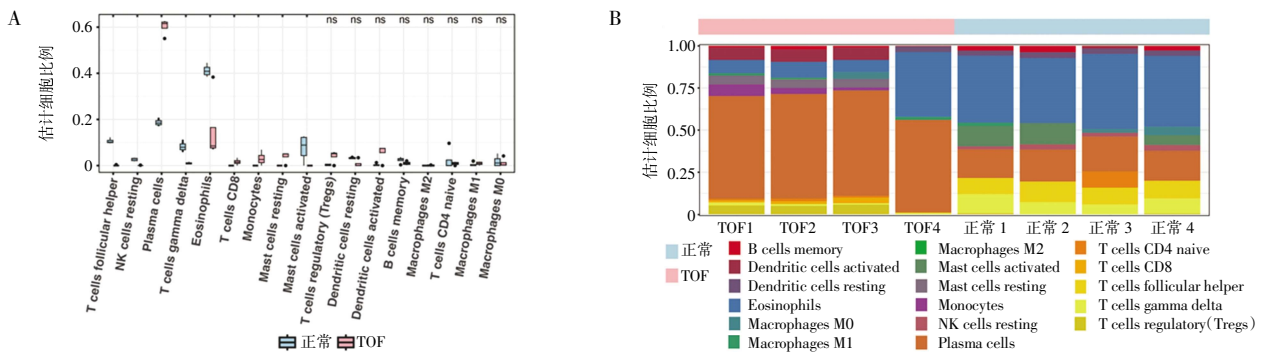 A
估计细胞比例
0.6
0.4
0.2
0
ns ns ns ns ns ns ns
T cells follicular helper
NK cells resting
Plasma cells
T cells gamma delta
Eosinophils
T cells CD8
Monocytes
Mast cells resting
Mast cells activated
T cells regulatory (Tregs)
Dendritic cells resting
Dendritic cells activated
B cells memory
Macrophages M2
T cells CD4 naive
Macrophages M1
Macrophages M0
正常 TOF
B
估计细胞比例
1.00
0.75
0.50
0.25
0
TOF1 TOF2 TOF3 TOF4 正常 1 正常 2 正常 3 正常 4
正常
TOF
B cells memory
Dendritic cells activated
Dendritic cells resting
Eosinophils
Macrophages M0
Macrophages M1
Macrophages M2
Mast cells activated
Mast cells resting
Monocytes
NK cells resting
Plasma cells
T cells CD4 naive
T cells CD8
T cells follicular helper
T cells gamma delta
T cells regulatory(Tregs)